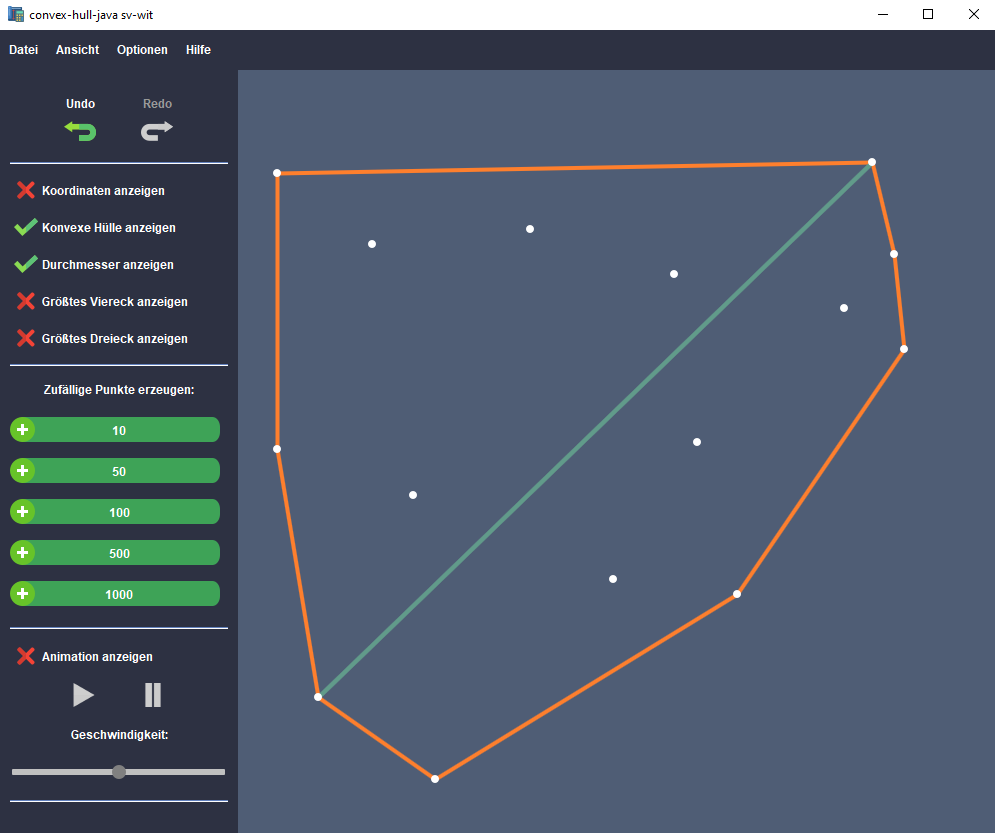 convex-hull-java sv-wit
Datei Ansicht Optionen Hilfe
Undo Redo
Koordinaten anzeigen
Konvexe Hülle anzeigen
Durchmesser anzeigen
Größtes Viereck anzeigen
Größtes Dreieck anzeigen
Zufällige Punkte erzeugen:
10
50
100
500
1000
Animation anzeigen
Geschwindigkeit: